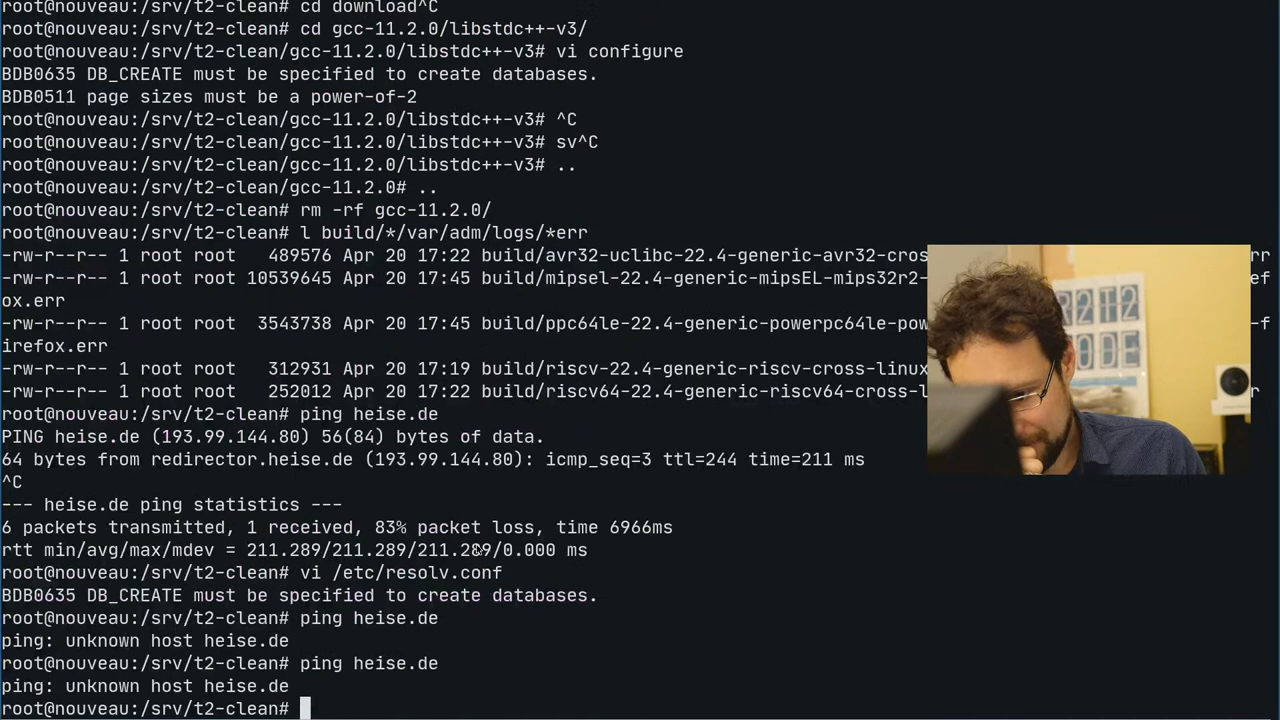 root@nouveau:/srv/t2-clean# cd download^C
root@nouveau:/srv/t2-clean# cd gcc-11.2.0/libstdc++-v3/
root@nouveau:/srv/t2-clean/gcc-11.2.0/libstdc++-v3# vi configure
BDB0635 DB_CREATE must be specified to create databases.
BDB0511 page sizes must be a power-of-2
root@nouveau:/srv/t2-clean/gcc-11.2.0/libstdc++-v3# ^C
root@nouveau:/srv/t2-clean/gcc-11.2.0/libstdc++-v3# sv^C
root@nouveau:/srv/t2-clean/gcc-11.2.0/libstdc++-v3# ..
root@nouveau:/srv/t2-clean/gcc-11.2.0# ..
root@nouveau:/srv/t2-clean# rm -rf gcc-11.2.0/
root@nouveau:/srv/t2-clean# l build/*/var/adm/logs/*err
-rw-r--r-- 1 root root   489576 Apr 20 17:22 build/avr32-uclibc-22.4-generic-avr32-cros rr
-rw-r--r-- 1 root root 10539645 Apr 20 17:45 build/mipsel-22.4-generic-mipsEL-mips32r2- ef
ox.err
-rw-r--r-- 1 root root  3543738 Apr 20 17:45 build/ppc64le-22.4-generic-powerpc64le-pow -f
irefox.err
-rw-r--r-- 1 root root   312931 Apr 20 17:19 build/riscv-22.4-generic-riscv-cross-linux
-rw-r--r-- 1 root root   252012 Apr 20 17:22 build/riscv64-22.4-generic-riscv64-cross-l r
root@nouveau:/srv/t2-clean# ping heise.de
PING heise.de (193.99.144.80) 56(84) bytes of data.
64 bytes from redirector.heise.de (193.99.144.80): icmp_seq=3 ttl=244 time=211 ms
^C
--- heise.de ping statistics ---
6 packets transmitted, 1 received, 83% packet loss, time 6966ms
rtt min/avg/max/mdev = 211.289/211.289/211.289/0.000 ms
root@nouveau:/srv/t2-clean# vi /etc/resolv.conf
BDB0635 DB_CREATE must be specified to create databases.
root@nouveau:/srv/t2-clean# ping heise.de
ping: unknown host heise.de
root@nouveau:/srv/t2-clean# ping heise.de
ping: unknown host heise.de
root@nouveau:/srv/t2-clean#
R2T2
ODE